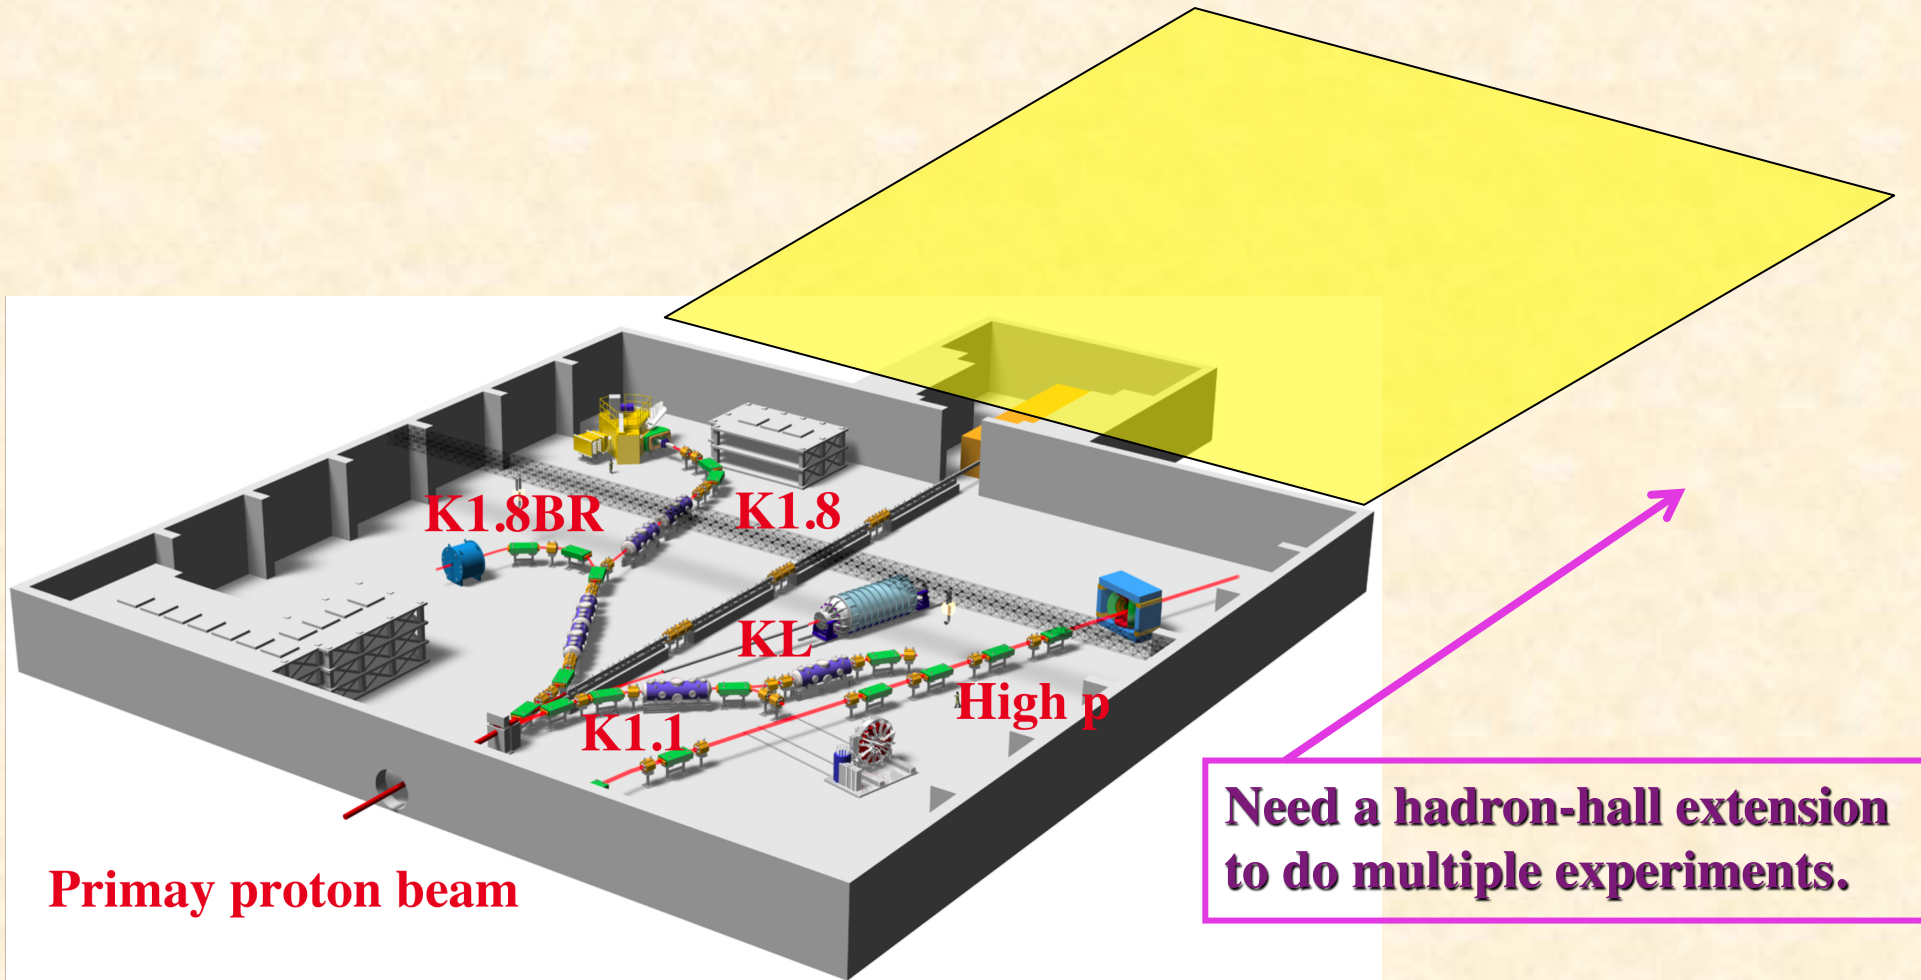 K1.8BR
K1.8
KL
High p
K1.1
Primay proton beam
Need a hadron-hall extension
to do multiple experiments.